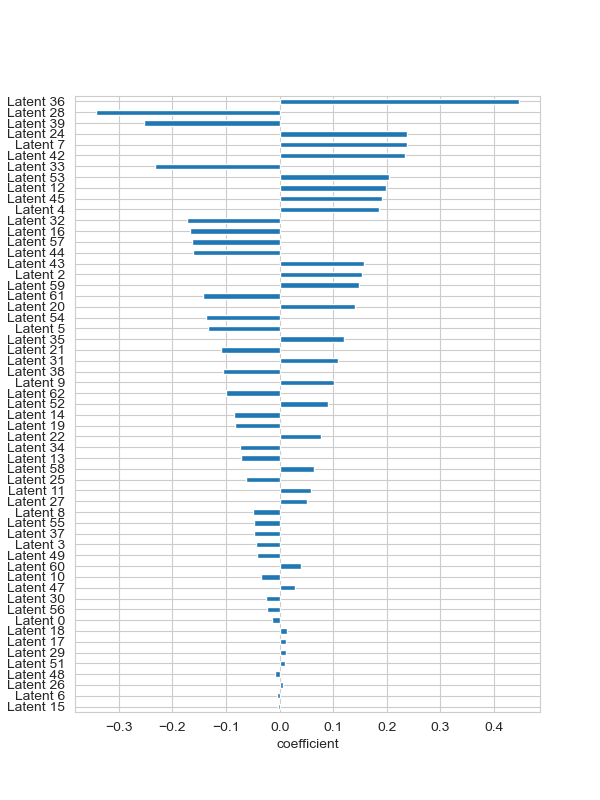 Latent 36
Latent 28
Latent 39
Latent 24
Latent 7
Latent 42
Latent 33
Latent 53
Latent 12
Latent 45
Latent 4
Latent 32
Latent 16
Latent 57
Latent 44
Latent 43
Latent 2
Latent 59
Latent 61
Latent 20
Latent 54
Latent 5
Latent 35
Latent 21
Latent 31
Latent 38
Latent 9
Latent 62
Latent 52
Latent 14
Latent 19
Latent 22
Latent 34
Latent 13
Latent 58
Latent 25
Latent 11
Latent 27
Latent 8
Latent 55
Latent 37
Latent 3
Latent 49
Latent 60
Latent 10
Latent 47
Latent 30
Latent 56
Latent 0
Latent 18
Latent 17
Latent 29
Latent 51
Latent 48
Latent 26
Latent 6
Latent 15
−0.3 −0.2 −0.1 0.0 0.1 0.2 0.3 0.4
coefficient